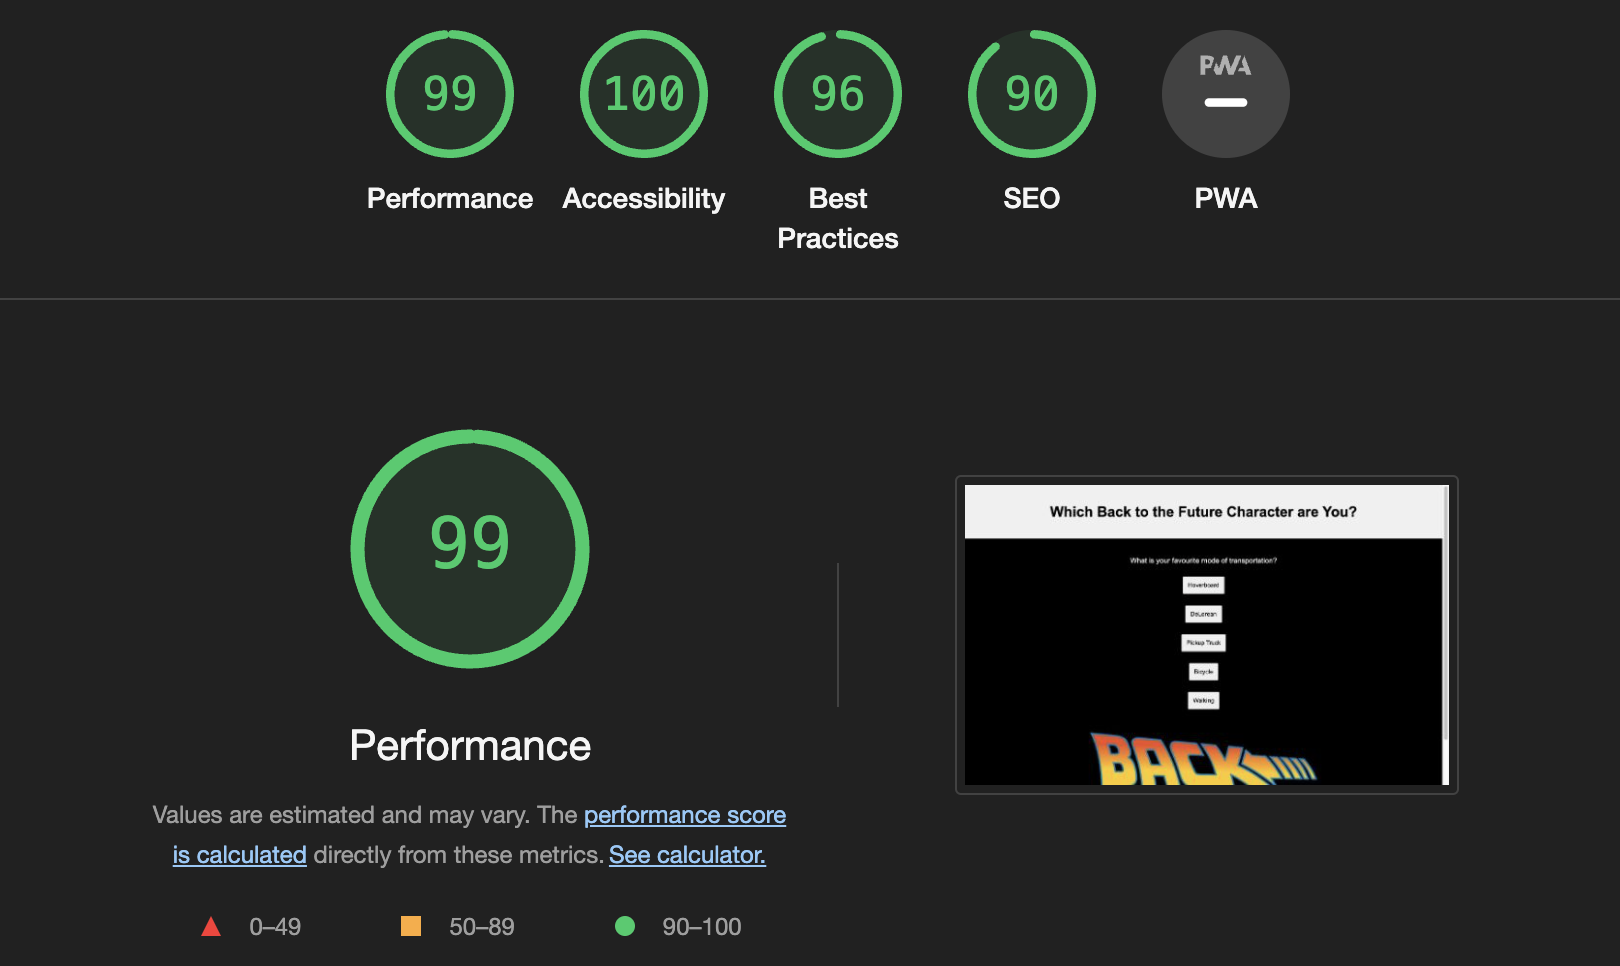 99
100
96
90
PWA
Performance
Accessibility
Best
Practices
SEO
PWA
99
Performance
Values are estimated and may vary. The performance score
is calculated directly from these metrics. See calculator.
0–49
50–89
90–100
Which Back to the Future Character are You?
What is your favourite mode of transportation?
Hoverboard
DeLorean
Pickup Truck
Bicycle
Walking
BACK